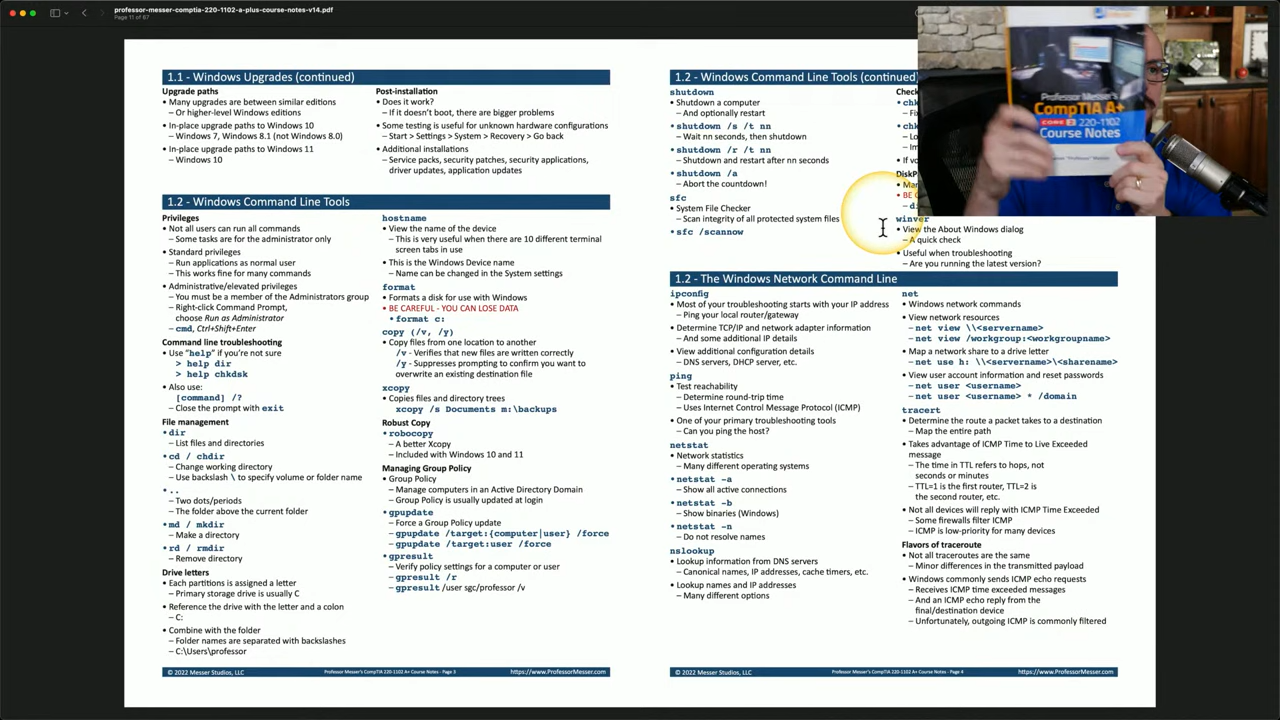 professor-messer-comptia-220-1102-a-plus-course-notes-v14.pdf
Page 11 of 67
1.1 - Windows Upgrades (continued)
Upgrade paths
• Many upgrades are between similar editions
– Or higher-level Windows editions
• In-place upgrade paths to Windows 10
– Windows 7, Windows 8.1 (not Windows 8.0)
• In-place upgrade paths to Windows 11
– Windows 10
Post-installation
• Does it work?
– If it doesn't boot, there are bigger problems
• Some testing is useful for unknown hardware configurations
– Start > Settings > System > Recovery > Go back
• Additional installations
– Service packs, security patches, security applications,
driver updates, application updates
1.2 - Windows Command Line Tools
Privileges
• Not all users can run all commands
– Some tasks are for the administrator only
• Standard privileges
– Run applications as normal user
– This works fine for many commands
• Administrative/elevated privileges
– You must be a member of the Administrators group
– Right-click Command Prompt,
choose Run as Administrator
– cmd, Ctrl+Shift+Enter
Command line troubleshooting
• Use "help" if you're not sure
> help dir
> help chkdsk
• Also use:
[command] /?
– Close the prompt with exit
File management
• dir
– List files and directories
• cd / chdir
– Change working directory
– Use backslash \ to specify volume or folder name
• ..
– Two dots/periods
– The folder above the current folder
• md / mkdir
– Make a directory
• rd / rmdir
– Remove directory
Drive letters
• Each partitions is assigned a letter
– Primary storage drive is usually C
• Reference the drive with the letter and a colon
– C:
• Combine with the folder
– Folder names are separated with backslashes
– C:\Users\professor
hostname
• View the name of the device
– This is very useful when there are 10 different terminal
screen tabs in use
• This is the Windows Device name
– Name can be changed in the System settings
format
• Formats a disk for use with Windows
• BE CAREFUL - YOU CAN LOSE DATA
• format c:
copy (/v, /y)
• Copy files from one location to another
/v - Verifies that new files are written correctly
/y - Suppresses prompting to confirm you want to
overwrite an existing destination file
xcopy
• Copies files and directory trees
xcopy /s Documents m:\backups
Robust Copy
• robocopy
– A better Xcopy
– Included with Windows 10 and 11
Managing Group Policy
• Group Policy
– Manage computers in an Active Directory Domain
– Group Policy is usually updated at login
• gpupdate
– Force a Group Policy update
– gpupdate /target:{computer|user} /force
– gpupdate /target:user /force
• gpresult
– Verify policy settings for a computer or user
– gpresult /r
– gpresult /user sgc/professor /v
© 2022 Messer Studios, LLC
Professor Messer's CompTIA 220-1102 A+ Course Notes - Page 3
https://www.ProfessorMesser.com
1.2 - Windows Command Line Tools (continued)
shutdown
• Shutdown a computer
– And optionally restart
• shutdown /s /t nn
– Wait nn seconds, then shutdown
• shutdown /r /t nn
– Shutdown and restart after nn seconds
• shutdown /a
– Abort the countdown!
sfc
• System File Checker
– Scan integrity of all protected system files
• sfc /scannow
winver
• View the About Windows dialog
– A quick check
• Useful when troubleshooting
– Are you running the latest version?
1.2 - The Windows Network Command Line
ipconfig
• Most of your troubleshooting starts with your IP address
– Ping your local router/gateway
• Determine TCP/IP and network adapter information
– And some additional IP details
• View additional configuration details
– DNS servers, DHCP server, etc.
ping
• Test reachability
– Determine round-trip time
– Uses Internet Control Message Protocol (ICMP)
• One of your primary troubleshooting tools
– Can you ping the host?
netstat
• Network statistics
– Many different operating systems
• netstat -a
– Show all active connections
• netstat -b
– Show binaries (Windows)
• netstat -n
– Do not resolve names
nslookup
• Lookup information from DNS servers
– Canonical names, IP addresses, cache timers, etc.
• Lookup names and IP addresses
– Many different options
net
• Windows network commands
• View network resources
– net view \\<servername>
– net view /workgroup:<workgroupname>
• Map a network share to a drive letter
– net use h: \\<servername>\<sharename>
• View user account information and reset passwords
– net user <username>
– net user <username> * /domain
tracert
• Determine the route a packet takes to a destination
– Map the entire path
• Takes advantage of ICMP Time to Live Exceeded
message
– The time in TTL refers to hops, not
seconds or minutes
– TTL=1 is the first router, TTL=2 is
the second router, etc.
• Not all devices will reply with ICMP Time Exceeded
– Some firewalls filter ICMP
– ICMP is low-priority for many devices
Flavors of traceroute
• Not all traceroutes are the same
– Minor differences in the transmitted payload
• Windows commonly sends ICMP echo requests
– Receives ICMP time exceeded messages
– And an ICMP echo reply from the
final/destination device
– Unfortunately, outgoing ICMP is commonly filtered
© 2022 Messer Studios, LLC
Professor Messer's CompTIA 220-1102 A+ Course Notes - Page 4
https://www.ProfessorMesser.com
Professor Messer's
CompTIA A+
220-1102
Course Notes